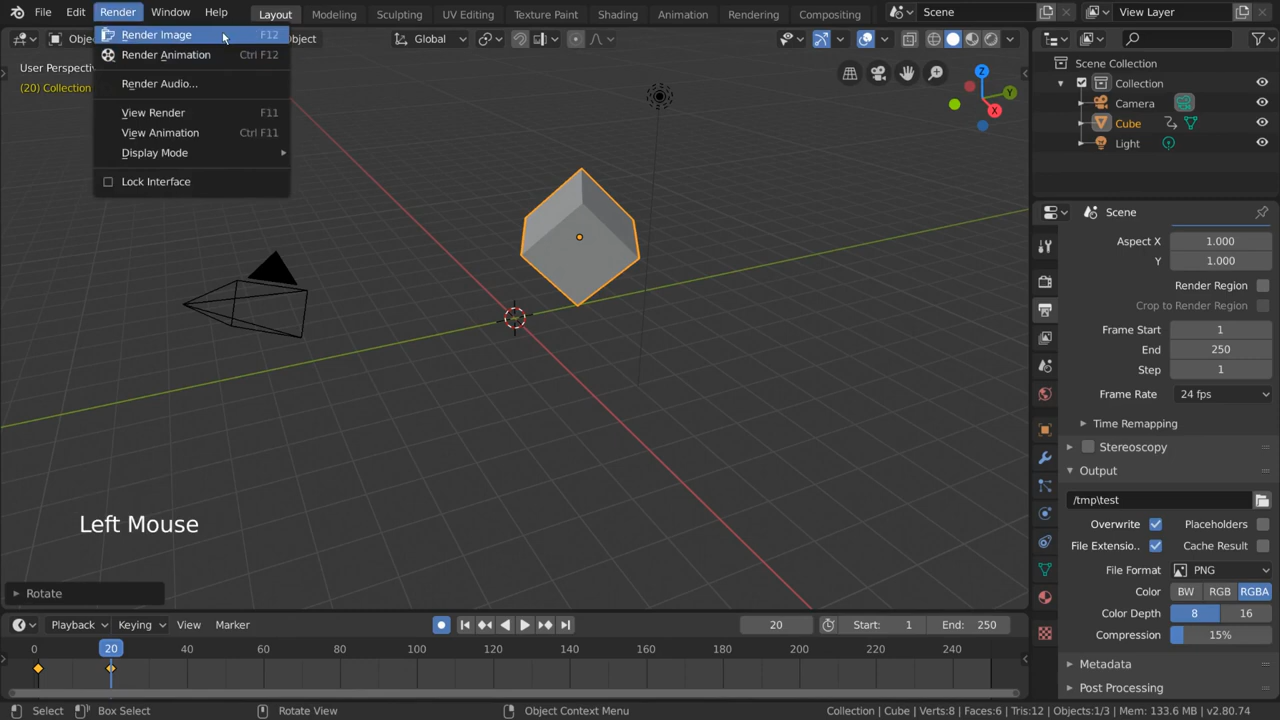 File Edit Render Window Help Layout Modeling Sculpting UV Editing Texture Paint Shading Animation Rendering Compositing Scene View Layer
Obje ject Global
Render Image F12
Render Animation Ctrl F12
Render Audio...
View Render F11
View Animation Ctrl F11
Display Mode
Lock Interface
User Perspectiv
(20) Collection
Z
Y
X
Scene Collection
Collection
Camera
Cube
Light
Scene
Aspect X 1.000
Y 1.000
Render Region
Crop to Render Region
Frame Start 1
End 250
Step 1
Frame Rate 24 fps
Time Remapping
Stereoscopy
Output
/tmp\test
Overwrite Placeholders
File Extensio.. Cache Result
File Format PNG
Color BW RGB RGBA
Color Depth 8 16
Compression 15%
Metadata
Post Processing
Left Mouse
Rotate
Playback Keying View Marker 20 Start: 1 End: 250
0 20 40 60 80 100 120 140 160 180 200 220 240
Select Box Select Rotate View Object Context Menu Collection | Cube | Verts:8 | Faces:6 | Tris:12 | Objects:1/3 | Mem: 133.6 MB | v2.80.74